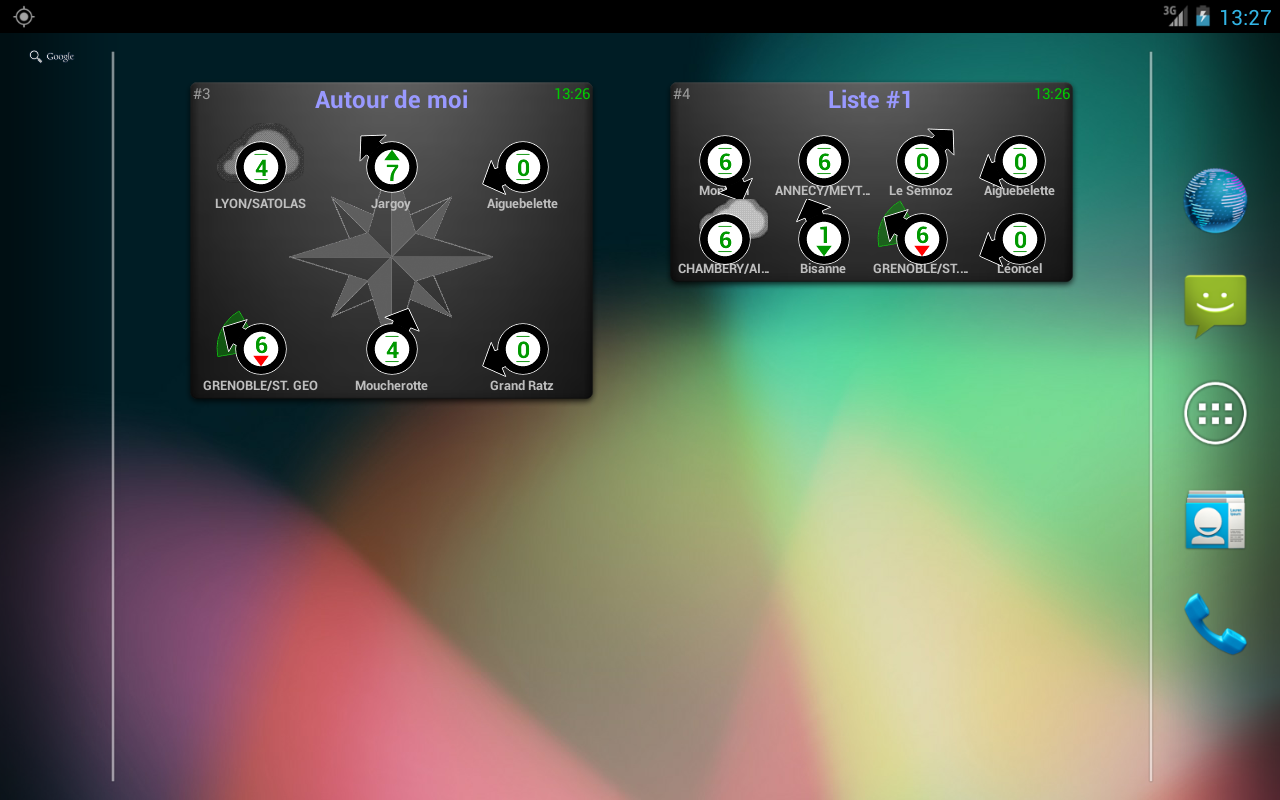 3G 13:27
Google
#3 Autour de moi 13:26
4 7 0
LYON/SATOLAS Jargoy Aiguebelette
6 4 0
GRENOBLE/ST. GEO Moucherotte Grand Ratz
#4 Liste #1 13:26
6 6 0 0
ANNECY/MEYT... Le Semnoz Aiguebelette
6 1 6 0
CHAMBERY/AI... Bisanne GRENOBLE/ST.... Léoncel